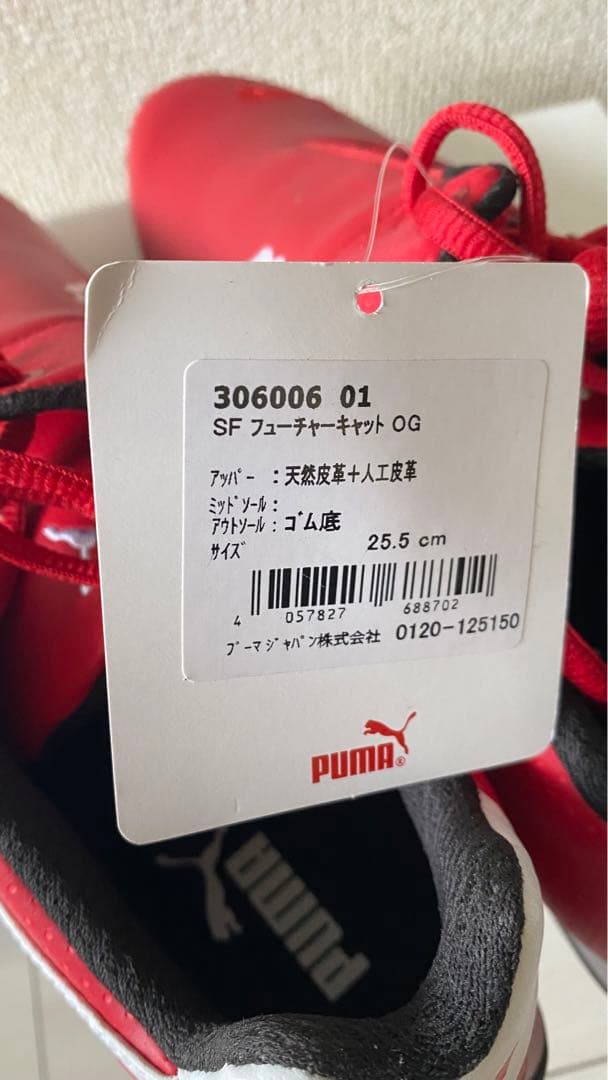 306006 01
SF フューチャーキャット OG
ｱｯﾊﾟｰ : 天然皮革+人工皮革
ﾐｯﾄﾞｿｰﾙ:
ｱｳﾄｿｰﾙ : ゴム底
ｻｲｽﾞ 25.5 cm
4 057827 688702
ﾌﾟｰﾏ ｼﾞｬﾊﾟﾝ株式会社 0120-125150
PUMA®
PUMA